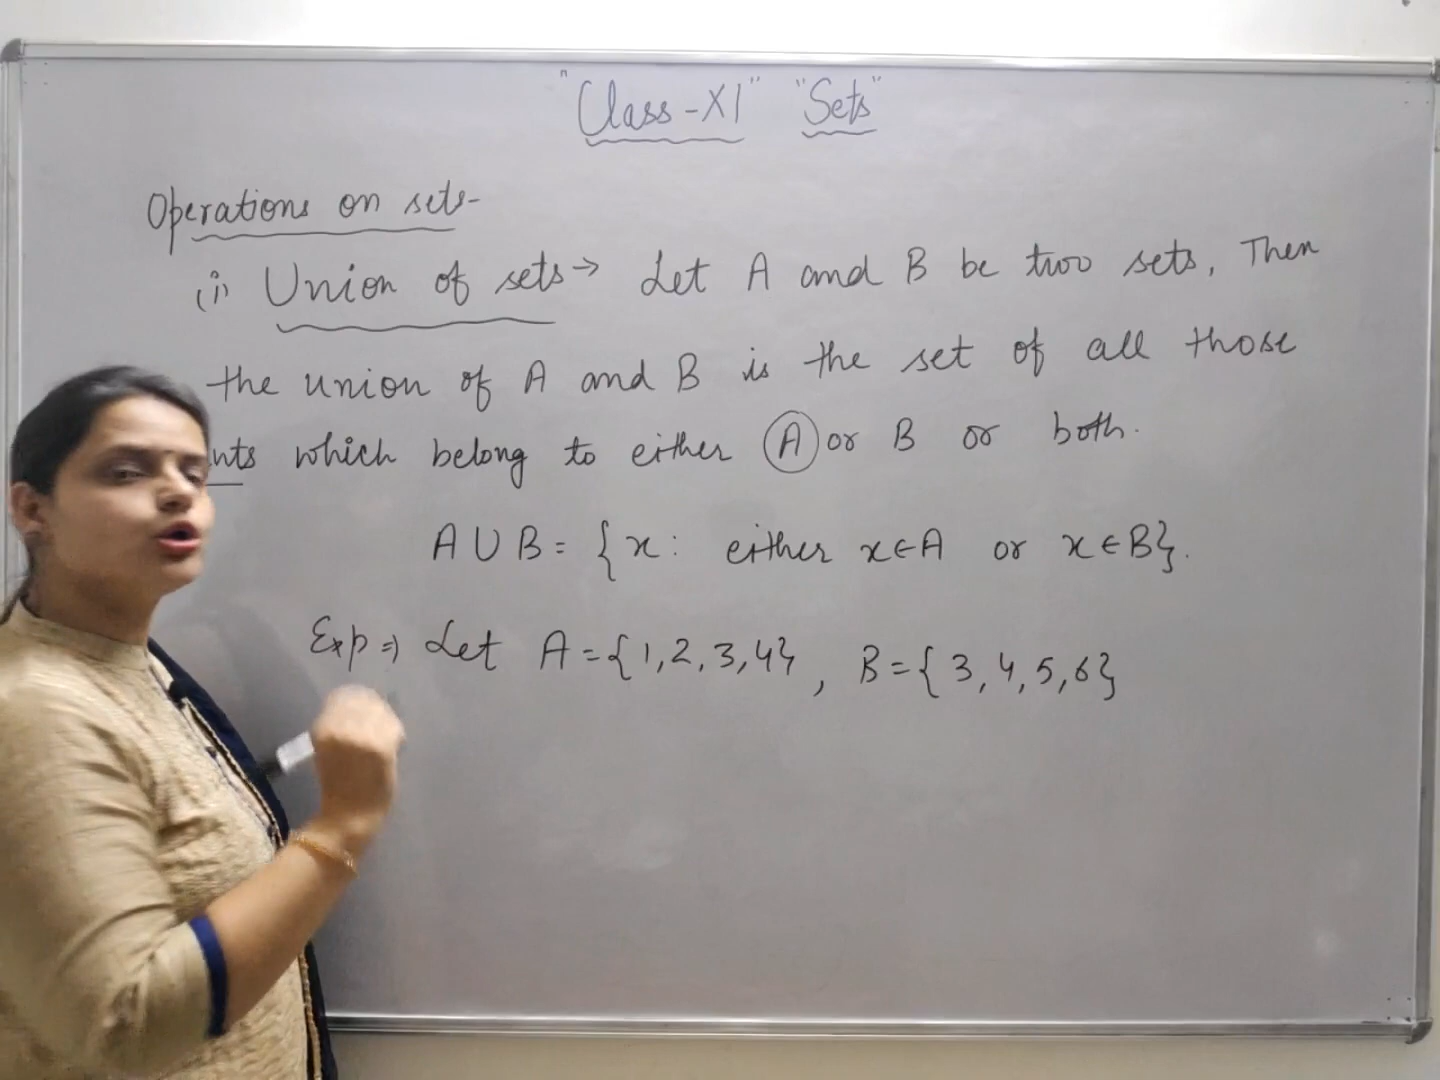 "Class-XI" "Sets"
Operations on sets-
(i) Union of sets→ Let A and B be two sets, Then
the union of A and B is the set of all those
which belong to either A or B or both.
A ∪ B = {x: either x∈A or x∈B}.
Exp ⇒ Let A={1,2,3,4}, B={3,4,5,6}